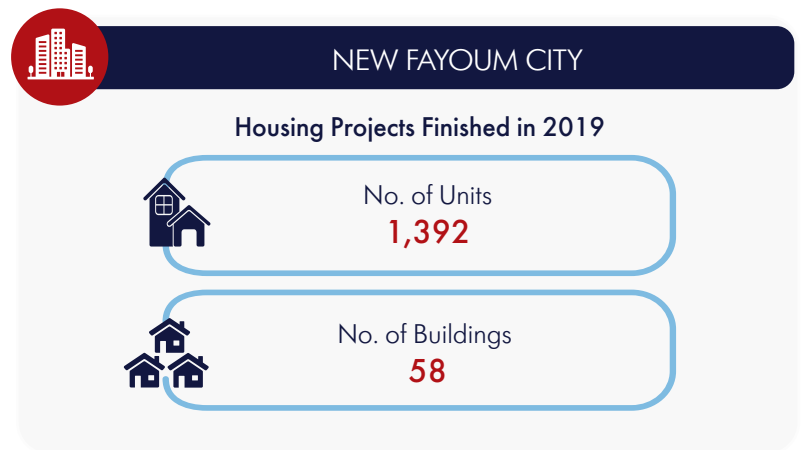 NEW FAYOUM CITY
Housing Projects Finished in 2019
No. of Units
1,392
No. of Buildings
58